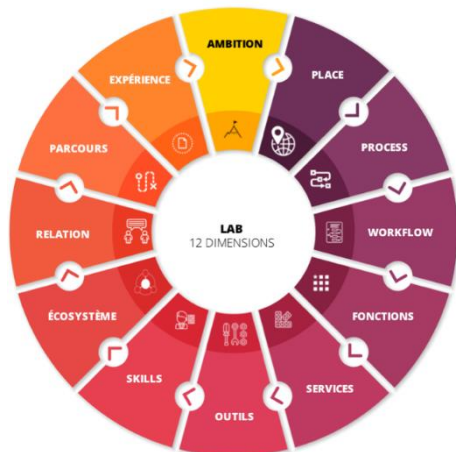 AMBITION
PLACE
PROCESS
WORKFLOW
FONCTIONS
SERVICES
OUTILS
SKILLS
ÉCOSYSTÈME
RELATION
PARCOURS
EXPÉRIENCE
LAB
12 DIMENSIONS